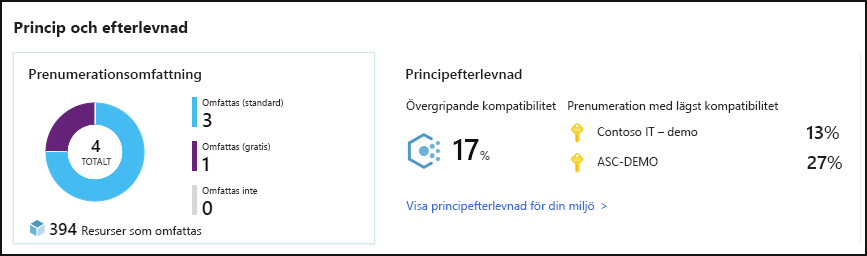 Princip och efterlevnad
Prenumerationsomfattning
4
TOTALT
Omfattas (standard)
3
Omfattas (gratis)
1
Omfattas inte
0
394 Resurser som omfattas
Principefterlevnad
Övergripande kompatibilitet
17%
Prenumeration med lägst kompatibilitet
Contoso IT – demo 13%
ASC-DEMO 27%
Visa principefterlevnad för din miljö >